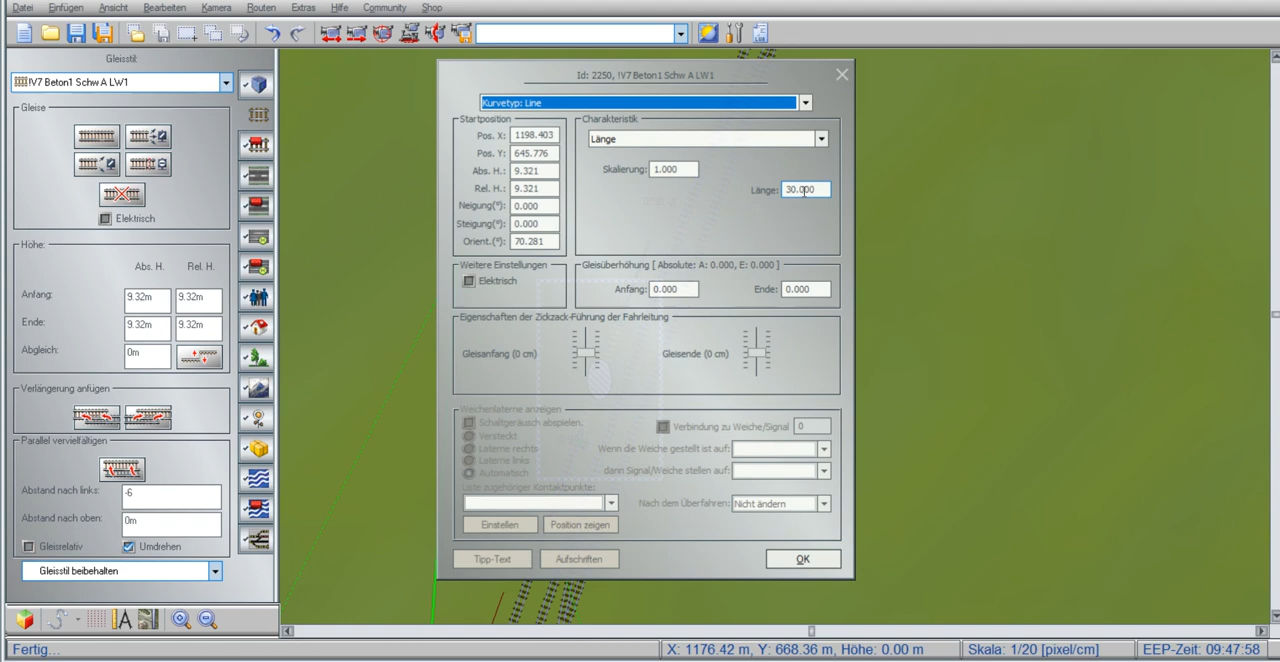 Datei Einfügen Ansicht Bearbeiten Kamera Routen Extras Hilfe Community Shop
Gleisstil
!V7 Beton1 Schw A LW1
Gleise
Elektrisch
Höhe:
Abs. H. Rel. H.
Anfang: 9.32m 9.32m
Ende: 9.32m 9.32m
Abgleich: 0m
Verlängerung anfügen
Parallel vervielfältigen
Abstand nach links: -6
Abstand nach oben: 0m
Gleisrelativ Umdrehen
Gleisstil beibehalten
Id: 2250, !V7 Beton1 Schw A LW1
Kurvetyp: Line
Startposition
Pos. X: 1198.403
Pos. Y: 645.776
Abs. H.: 9.321
Rel. H.: 9.321
Neigung(°): 0.000
Steigung(°): 0.000
Orient.(°): 70.281
Charakteristik
Länge
Skalierung: 1.000
Länge: 30.000
Weitere Einstellungen
Elektrisch
Gleisüberhöhung [ Absolute: A: 0.000, E: 0.000 ]
Anfang: 0.000 Ende: 0.000
Eigenschaften der Zickzack-Führung der Fahrleitung
Gleisanfang (0 cm) Gleisende (0 cm)
Weichenlaterne anzeigen
Schaltgeräusch abspielen.
Versteckt
Laterne rechts
Laterne links
Automatisch
Verbindung zu Weiche/Signal 0
Wenn die Weiche gestellt ist auf:
dann Signal/Weiche stellen auf:
Liste zugehöriger Kontaktpunkte:
Nach dem Überfahren: Nicht ändern
Einstellen Position zeigen
Tipp-Text Aufschriften OK
Fertig... X: 1176.42 m, Y: 668.36 m, Höhe: 0.00 m Skala: 1/20 [pixel/cm] EEP-Zeit: 09:47:58